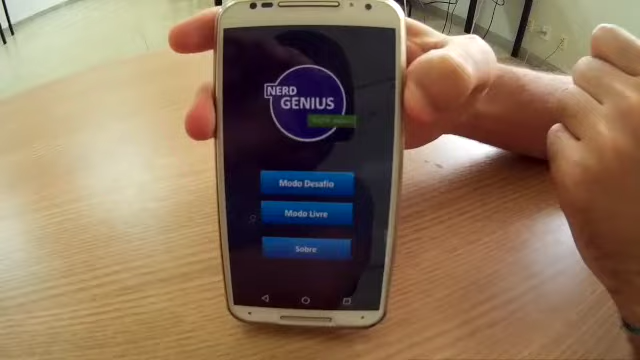 NERD
GENIUS
Modo Desafio
Modo Livre
Sobre